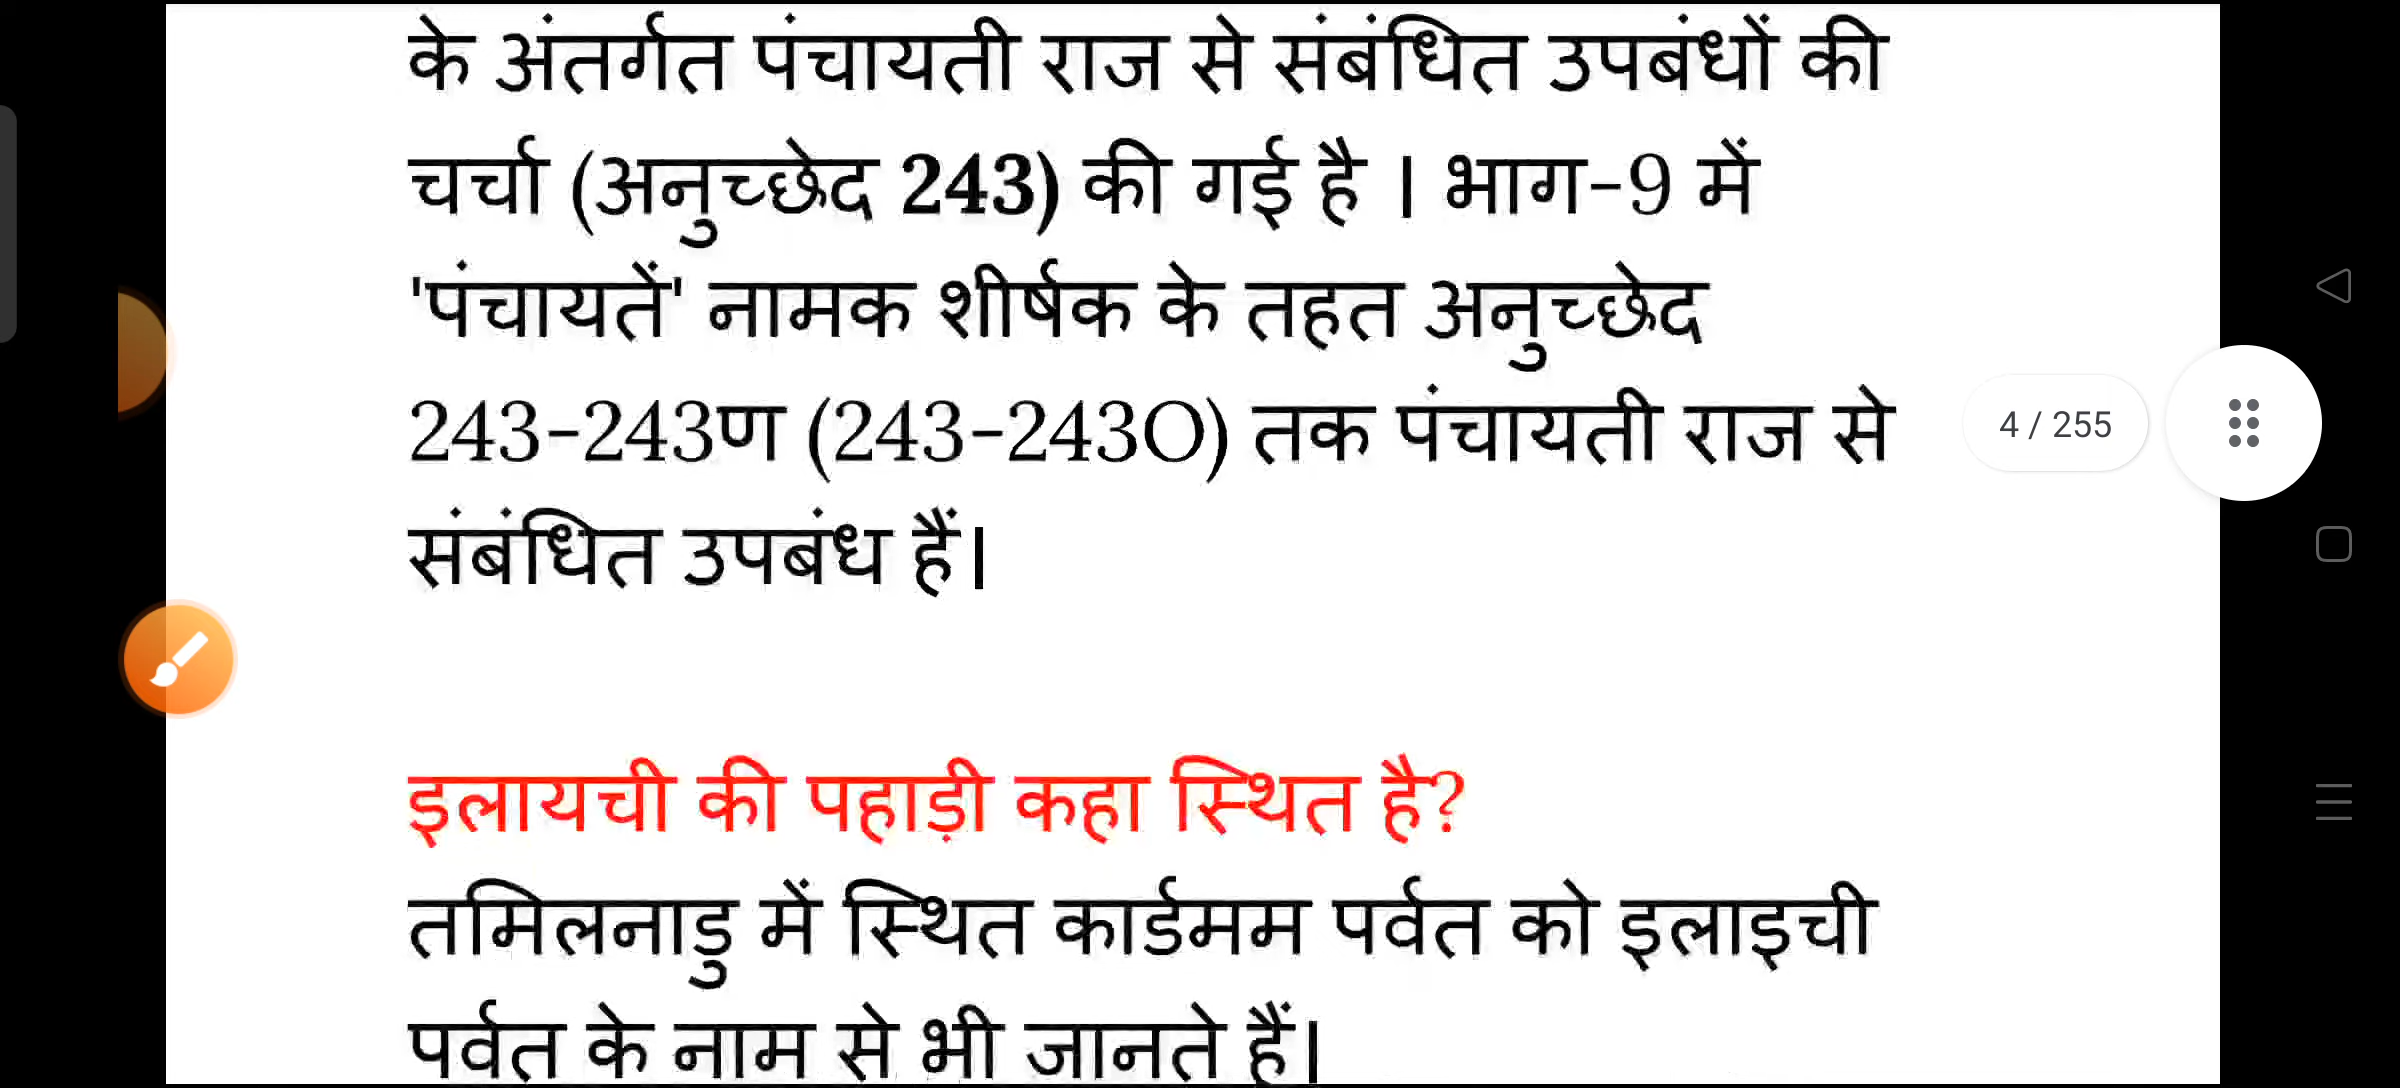 के अंतर्गत पंचायती राज से संबंधित उपबंधों की
चर्चा (अनुच्छेद 243) की गई है । भाग-9 में
'पंचायतें' नामक शीर्षक के तहत अनुच्छेद
243-243ण (243-243O) तक पंचायती राज से
संबंधित उपबंध हैं।
4 / 255
इलायची की पहाड़ी कहा स्थित है?
तमिलनाडु में स्थित कार्डमम पर्वत को इलाइची
पर्वत के नाम से भी जानते हैं।